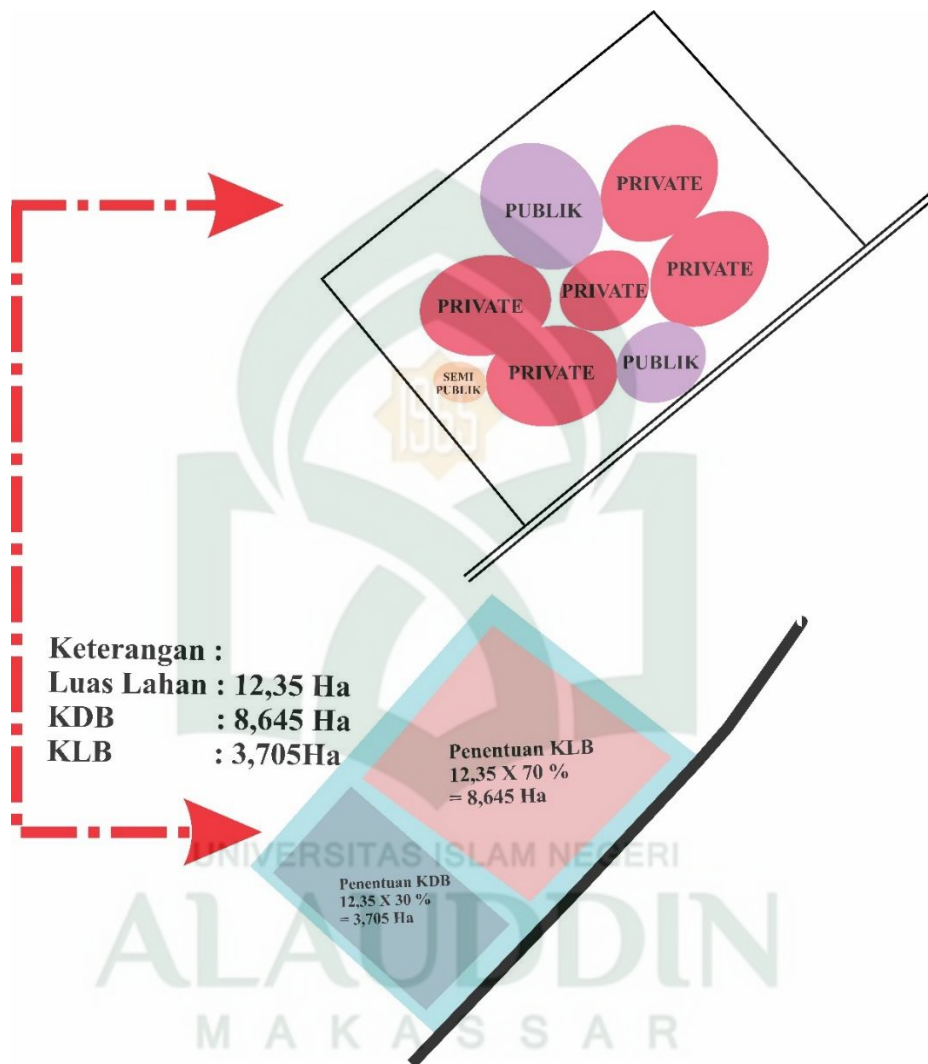 PRIVATE
PUBLIK
PRIVATE
PRIVATE
PRIVATE
SEMI
PUBLIK
PRIVATE
PUBLIK
1965
Keterangan :
Luas Lahan : 12,35 Ha
KDB : 8,645 Ha
KLB : 3,705Ha
Penentuan KLB
12,35 X 70 %
= 8,645 Ha
Penentuan KDB
12,35 X 30 %
= 3,705 Ha
UNIVERSITAS ISLAM NEGERI
ALAUDDIN
MAKASSAR